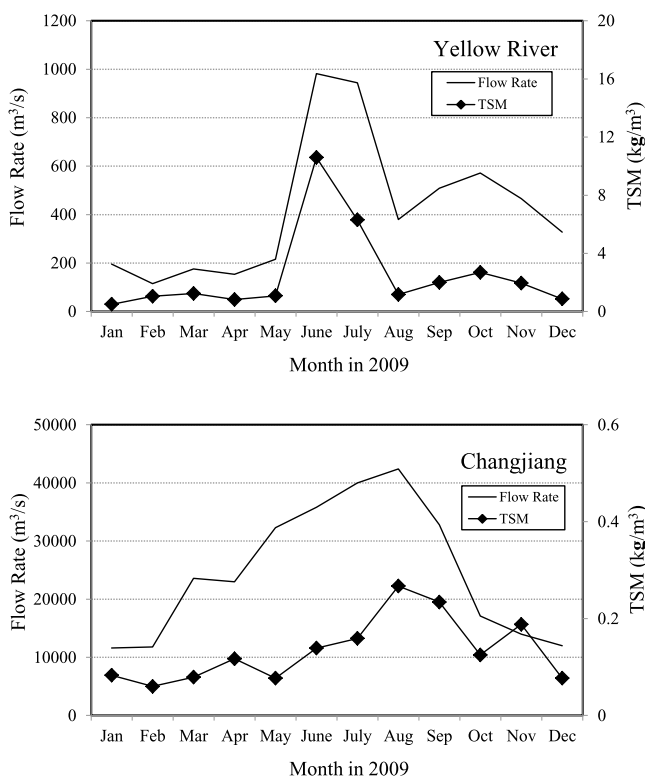 1200
1000
800
600
400
200
0
Flow Rate (m³/s)
20
16
12
8
4
0
TSM (kg/m³)
Yellow River
Flow Rate
TSM
Jan Feb Mar Apr May June July Aug Sep Oct Nov Dec
Month in 2009
50000
40000
30000
20000
10000
0
Flow Rate (m³/s)
0.6
0.4
0.2
0
TSM (kg/m³)
Changjiang
Flow Rate
TSM
Jan Feb Mar Apr May June July Aug Sep Oct Nov Dec
Month in 2009